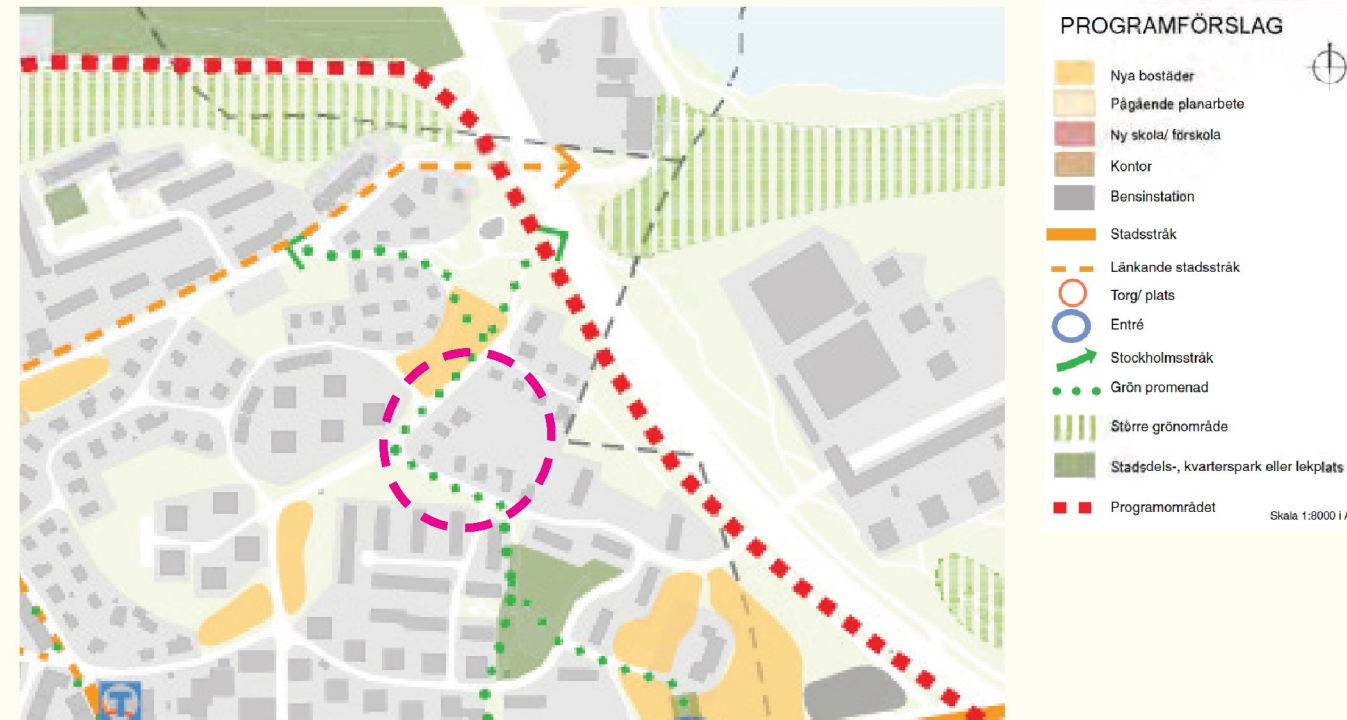 PROGRAMFÖRSLAG
Nya bostäder
Pågående planarbete
Ny skola/ förskola
Kontor
Bensinstation
Stadsstråk
Länkande stadsstråk
Torg/ plats
Entré
Stockholmsstråk
Grön promenad
Större grönområde
Stadsdels-, kvarterspark eller lekplats
Programområdet
Skala 1:8000 i A
T